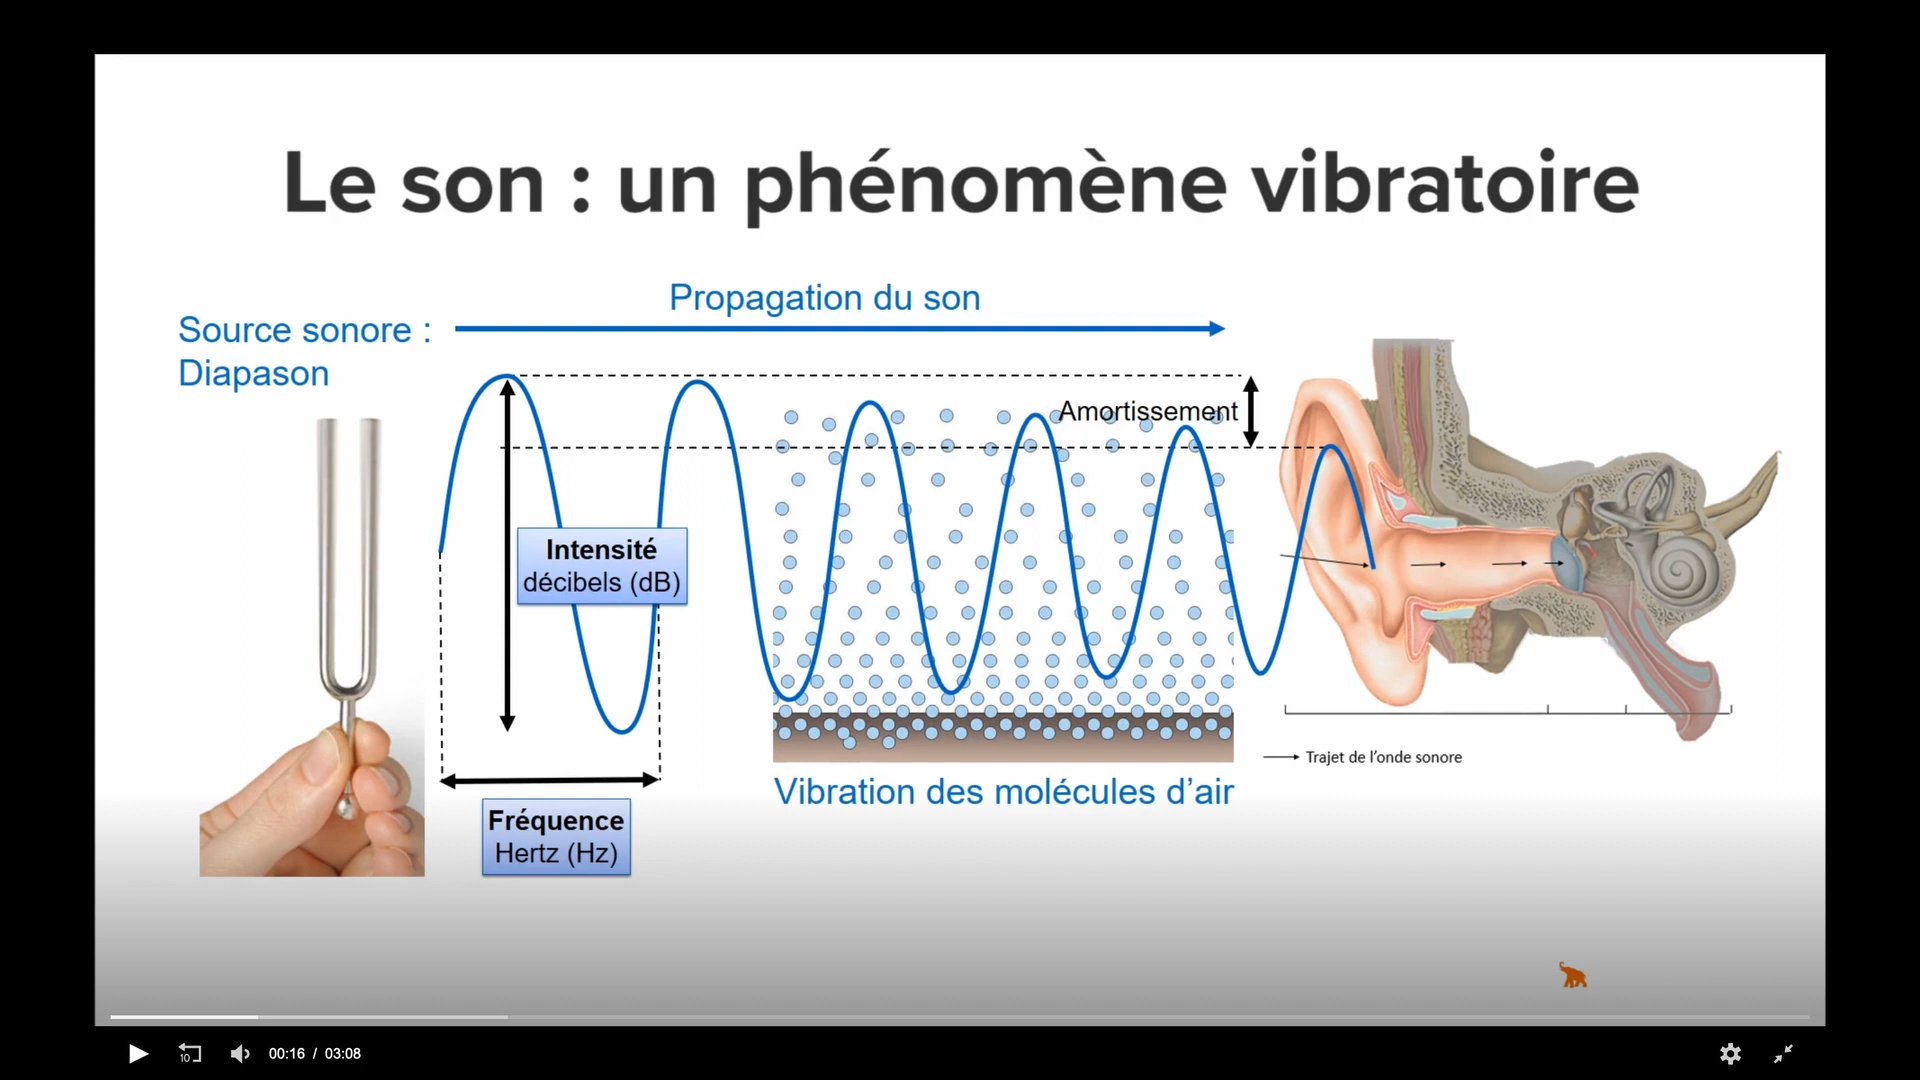 Le son : un phénomène vibratoire
Propagation du son
Source sonore :
Diapason
Amortissement
Intensité
décibels (dB)
Trajet de l’onde sonore
Vibration des molécules d’air
Fréquence
Hertz (Hz)
10
00:16 / 03:08